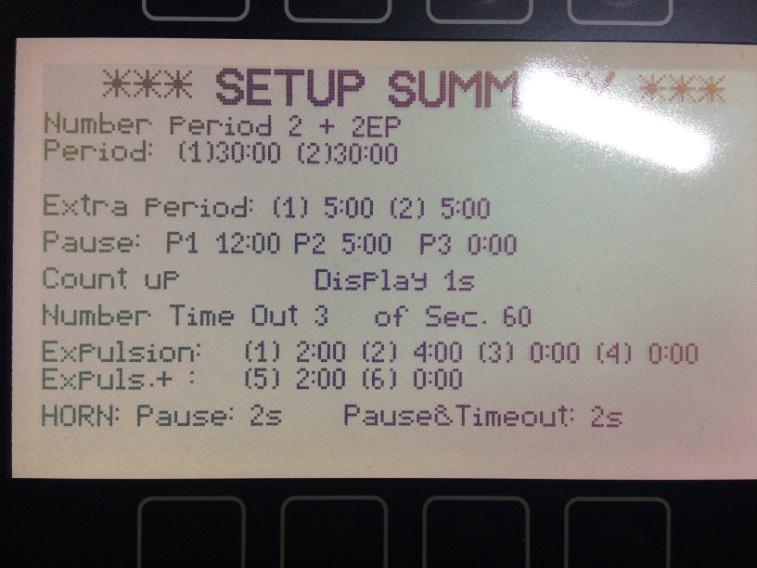 *** SETUP SUMMARY ***
Number Period 2 + 2EP
Period: (1)30:00 (2)30:00
Extra Period: (1) 5:00 (2) 5:00
Pause: P1 12:00 P2 5:00 P3 0:00
Count up Display 1s
Number Time Out 3 of Sec. 60
Expulsion: (1) 2:00 (2) 4:00 (3) 0:00 (4) 0:00
Expuls.+ : (5) 2:00 (6) 0:00
HORN: Pause: 2s Pause&Timeout: 2s